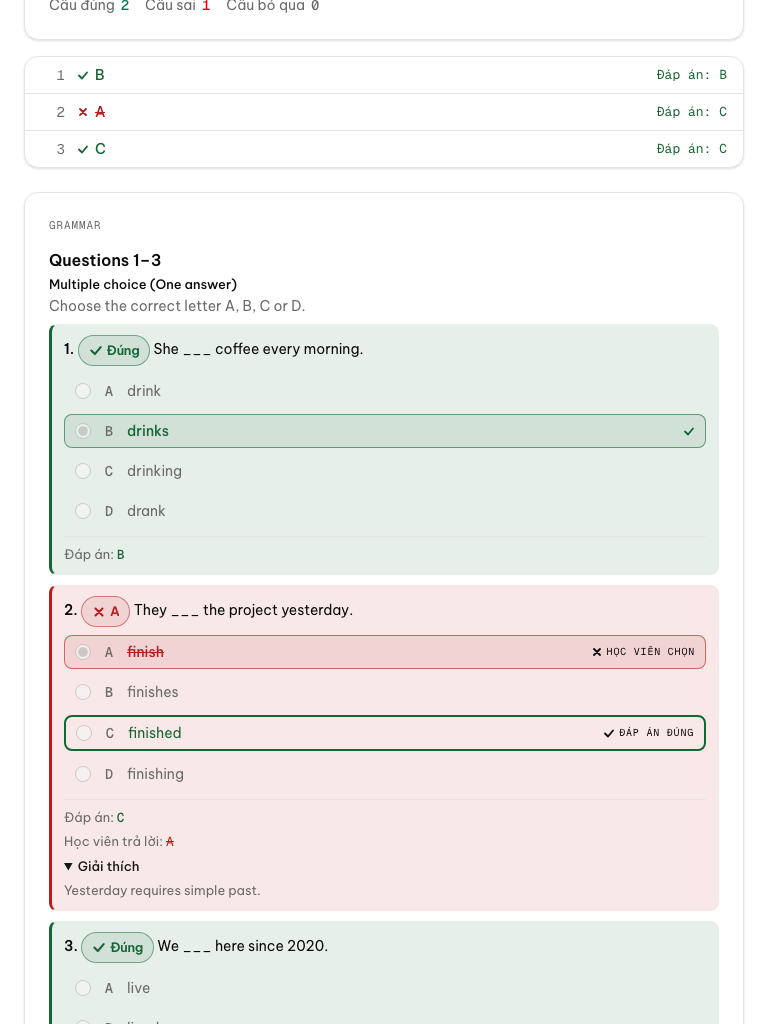 Câu đúng 2 Câu sai 1 Câu bỏ qua 0
1 B Đáp án: B
2 A Đáp án: C
3 C Đáp án: C
GRAMMAR
Questions 1–3
Multiple choice (One answer)
Choose the correct letter A, B, C or D.
1. Đúng She ___ coffee every morning.
A drink
B drinks
C drinking
D drank
Đáp án: B
2. A They ___ the project yesterday.
A finish HỌC VIÊN CHỌN
B finishes
C finished ĐÁP ÁN ĐÚNG
D finishing
Đáp án: C
Học viên trả lời: A
Giải thích
Yesterday requires simple past.
3. Đúng We ___ here since 2020.
A live